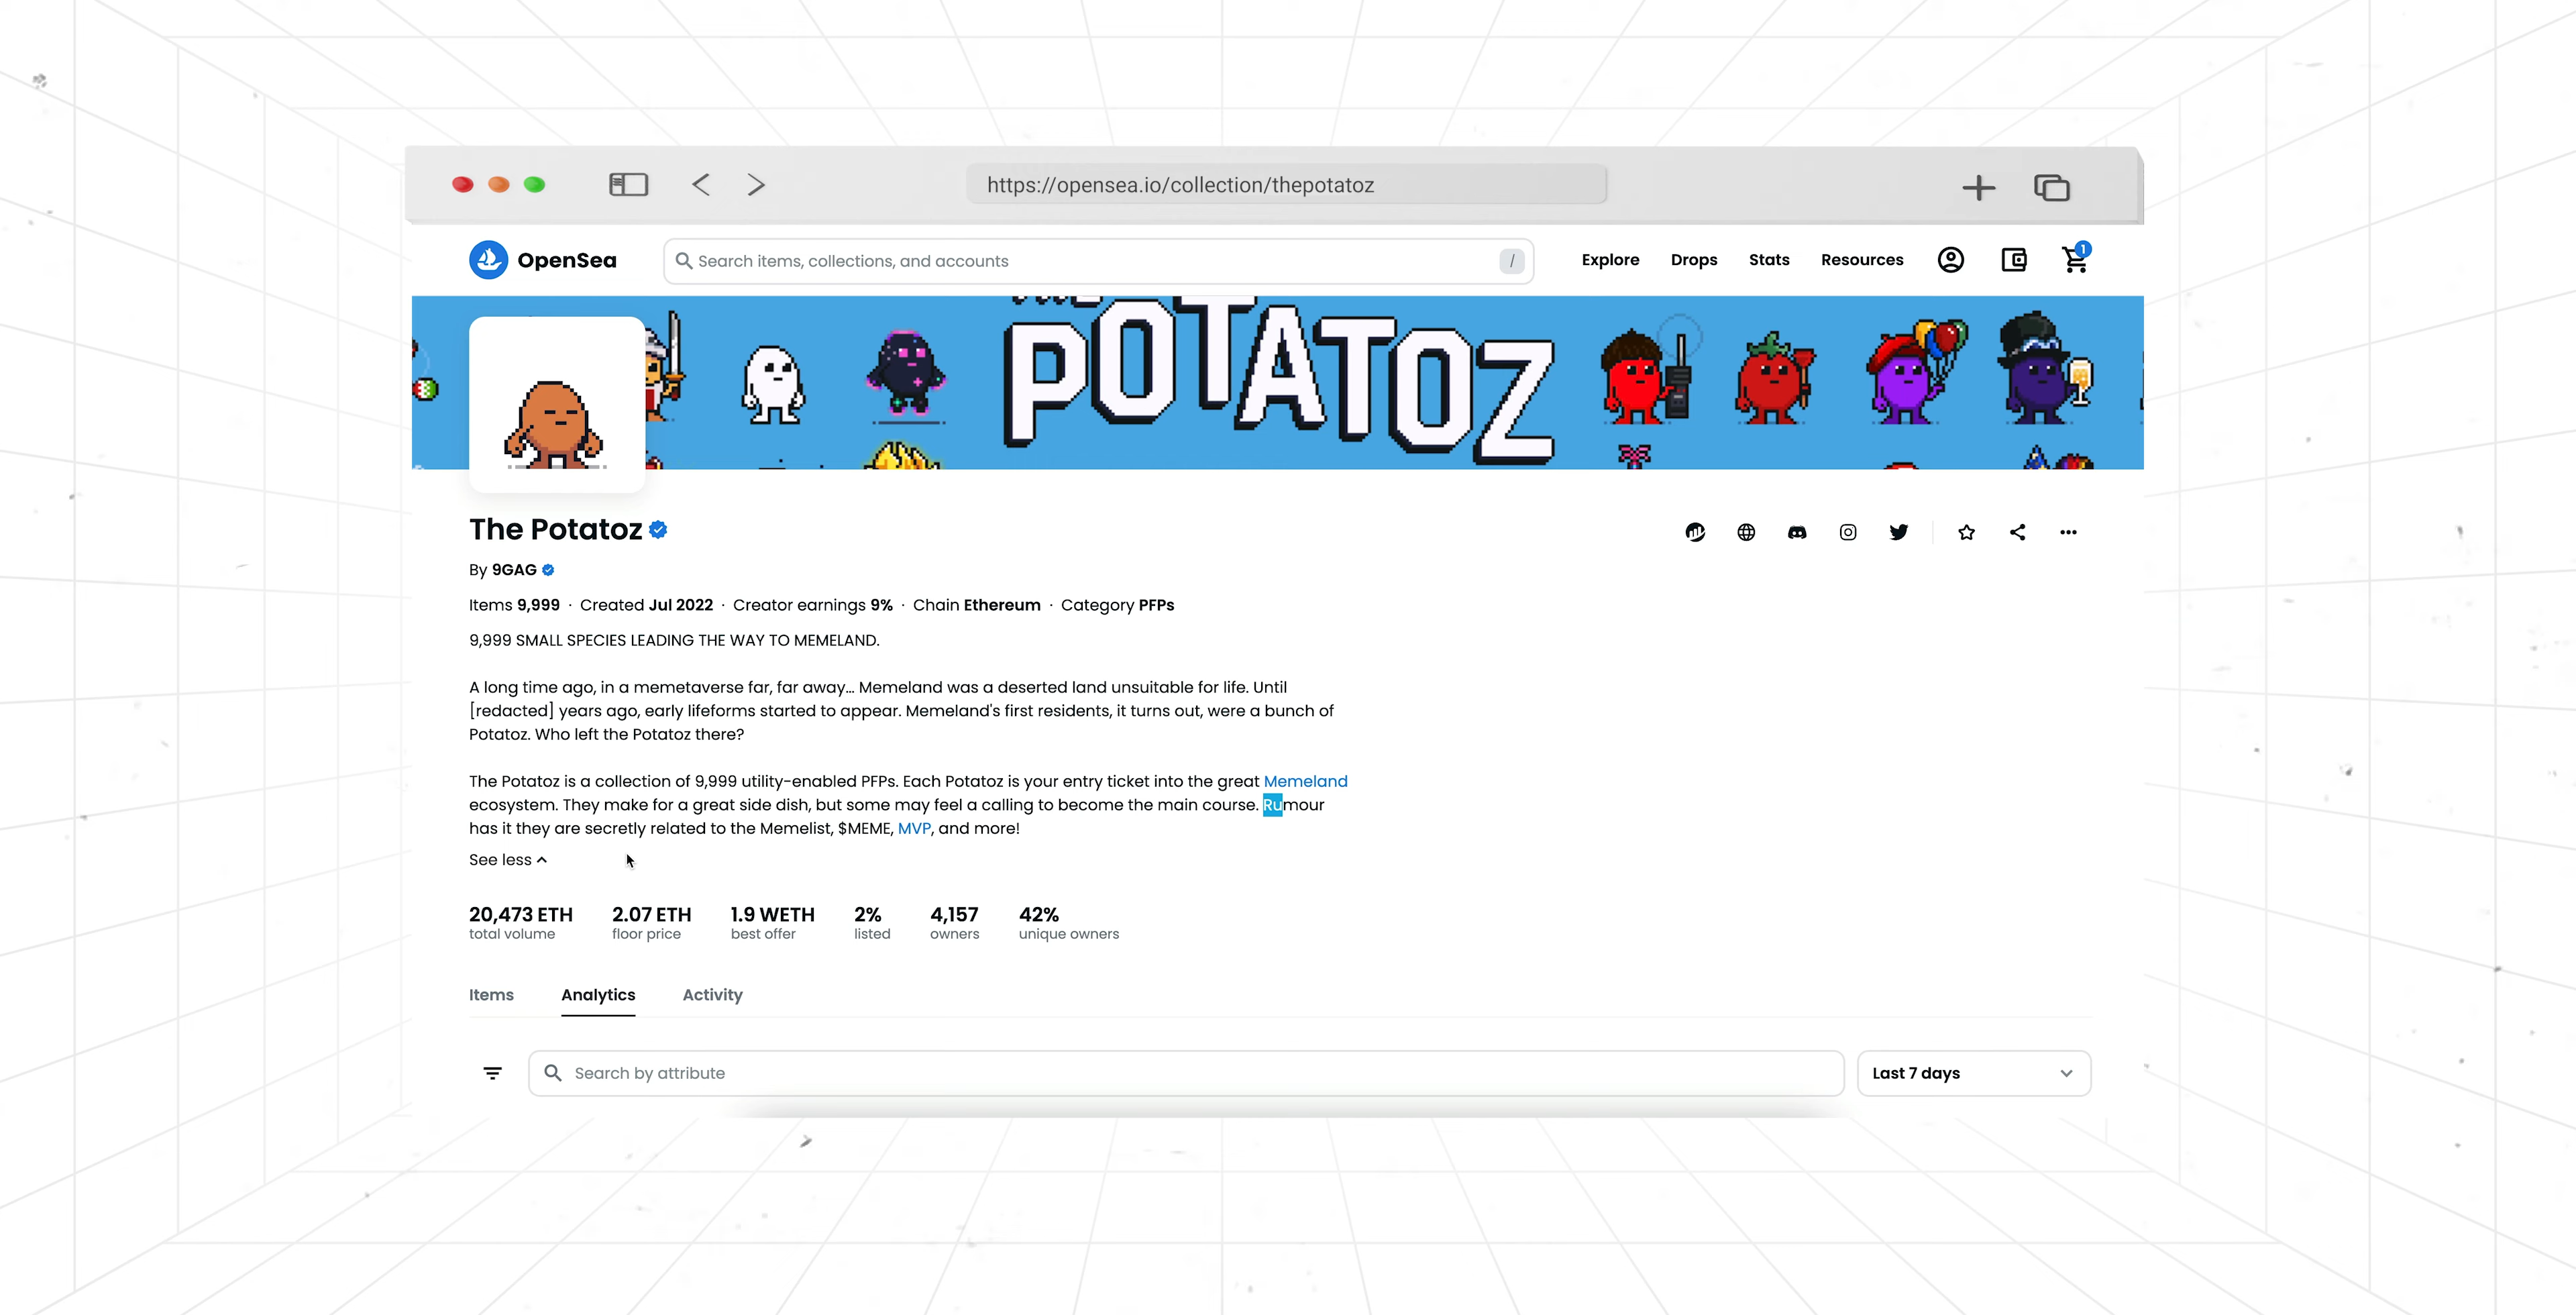 https://opensea.io/collection/thepotatoz
OpenSea
Search items, collections, and accounts
/
Explore
Drops
Stats
Resources
1
POTATOZ
The Potatoz
By 9GAG
Items 9,999 · Created Jul 2022 · Creator earnings 9% · Chain Ethereum · Category PFPs
9,999 SMALL SPECIES LEADING THE WAY TO MEMELAND.
A long time ago, in a memetaverse far, far away... Memeland was a deserted land unsuitable for life. Until
[redacted] years ago, early lifeforms started to appear. Memeland's first residents, it turns out, were a bunch of
Potatoz. Who left the Potatoz there?
The Potatoz is a collection of 9,999 utility-enabled PFPs. Each Potatoz is your entry ticket into the great Memeland
ecosystem. They make for a great side dish, but some may feel a calling to become the main course. Rumour
has it they are secretly related to the Memelist, $MEME, MVP, and more!
See less
20,473 ETH
total volume
2.07 ETH
floor price
1.9 WETH
best offer
2%
listed
4,157
owners
42%
unique owners
Items
Analytics
Activity
Search by attribute
Last 7 days